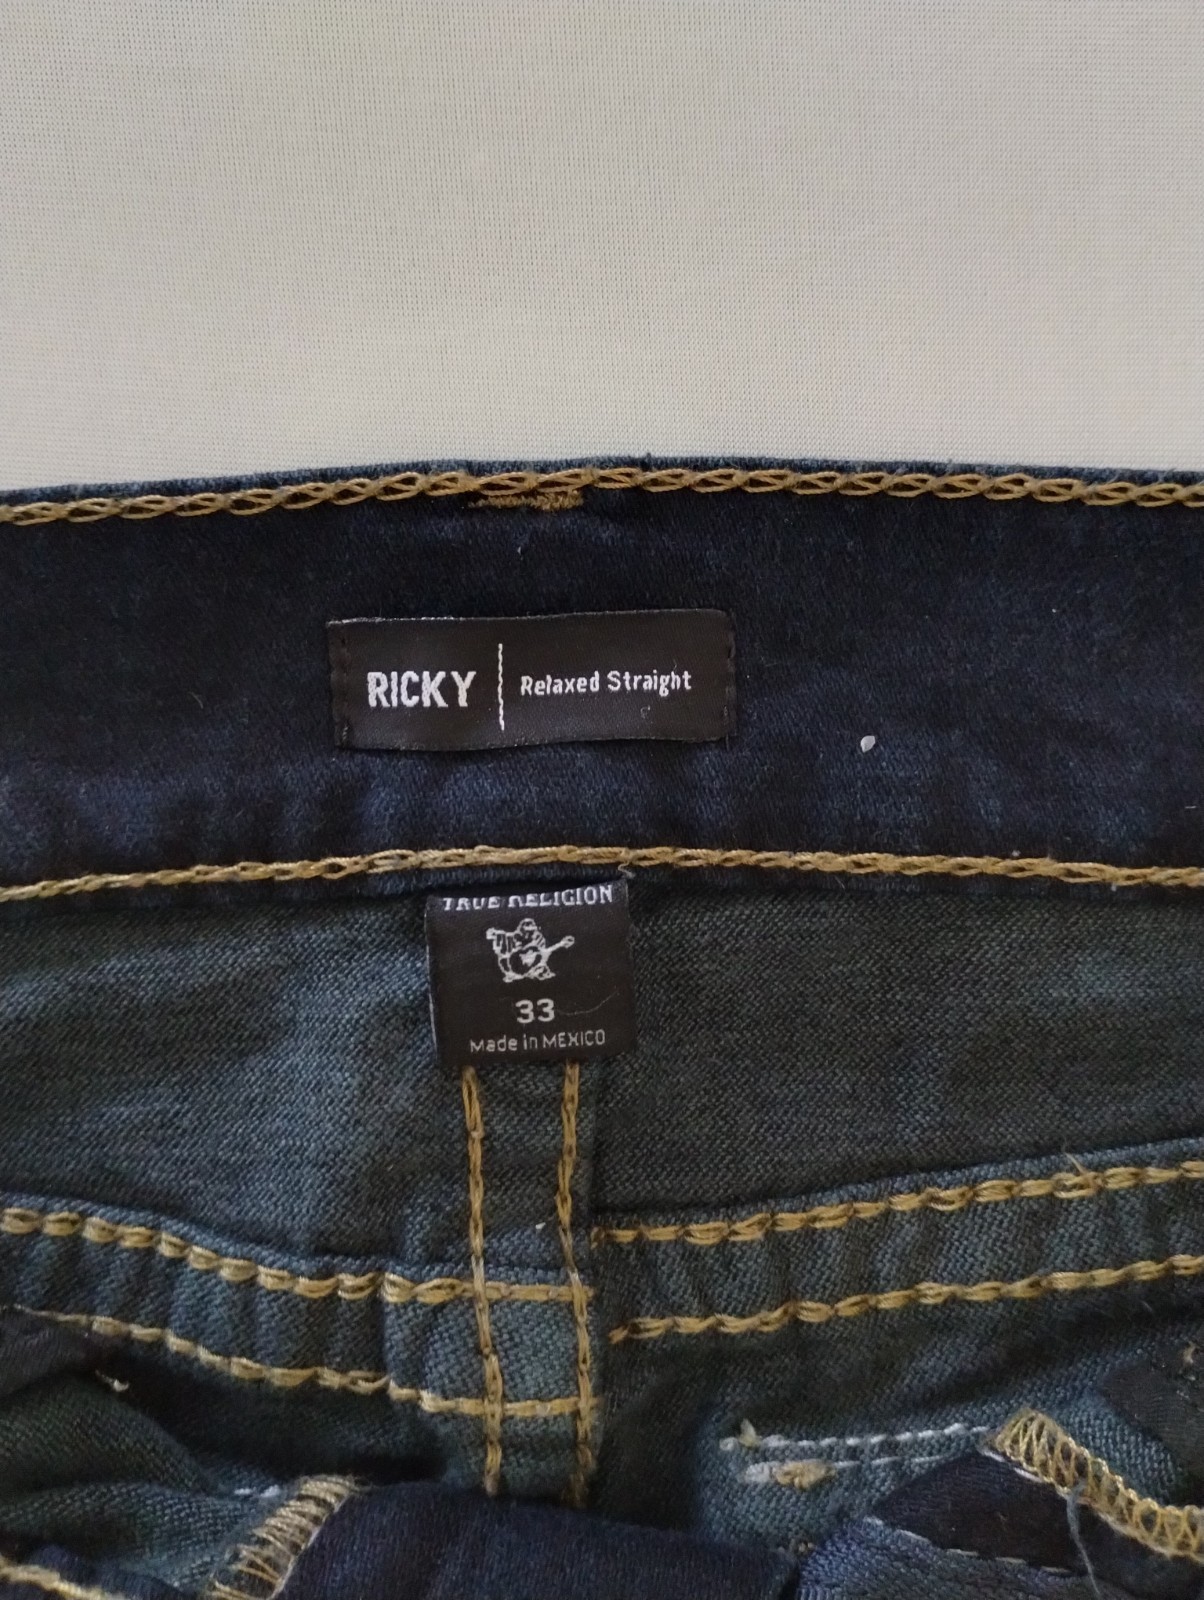 RICKY | Relaxed Straight
TRUE RELIGION
33
Made in MEXICO